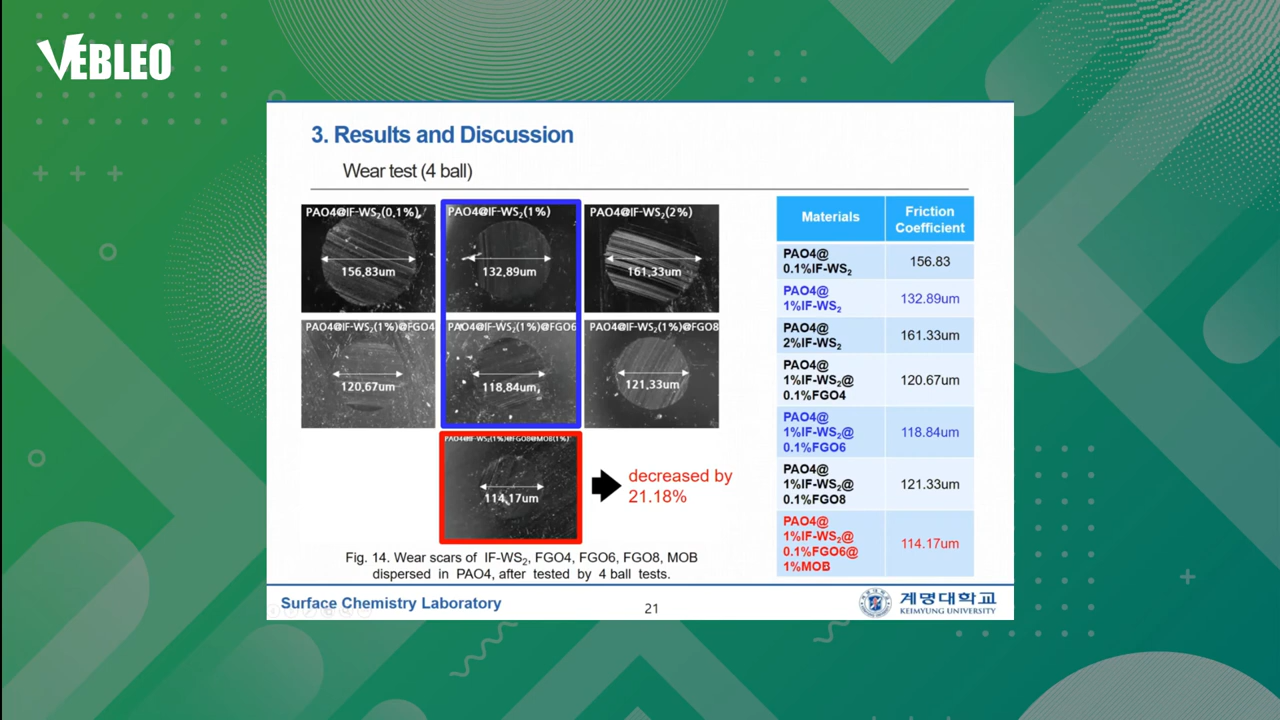 VEBLEO
3. Results and Discussion
Wear test (4 ball)
PAO4@IF-WS₂(0.1%)
156,83um
PAO4@IF-WS₂(1%)
132,89um
PAO4@IF-WS₂(2%)
161,33um
PAO4@IF-WS₂(1%)@FGO4
120,67um
PAO4@IF-WS₂(1%)@FGO6
118,84um
PAO4@IF-WS₂(1%)@FGO8
121,33um
PAO4@IF-WS₂(1%)@FGO8@MOB(1%)
114,17um
decreased by
21.18%
Fig. 14. Wear scars of IF-WS₂, FGO4, FGO6, FGO8, MOB
dispersed in PAO4, after tested by 4 ball tests.
Materials
Friction
Coefficient
PAO4@
0.1%IF-WS₂
156.83
PAO4@
1%IF-WS₂
132.89um
PAO4@
2%IF-WS₂
161.33um
PAO4@
1%IF-WS₂@
0.1%FGO4
120.67um
PAO4@
1%IF-WS₂@
0.1%FGO6
118.84um
PAO4@
1%IF-WS₂@
0.1%FGO8
121.33um
PAO4@
1%IF-WS₂@
0.1%FGO6@
1%MOB
114.17um
Surface Chemistry Laboratory
21
계명대학교
KEIMYUNG UNIVERSITY